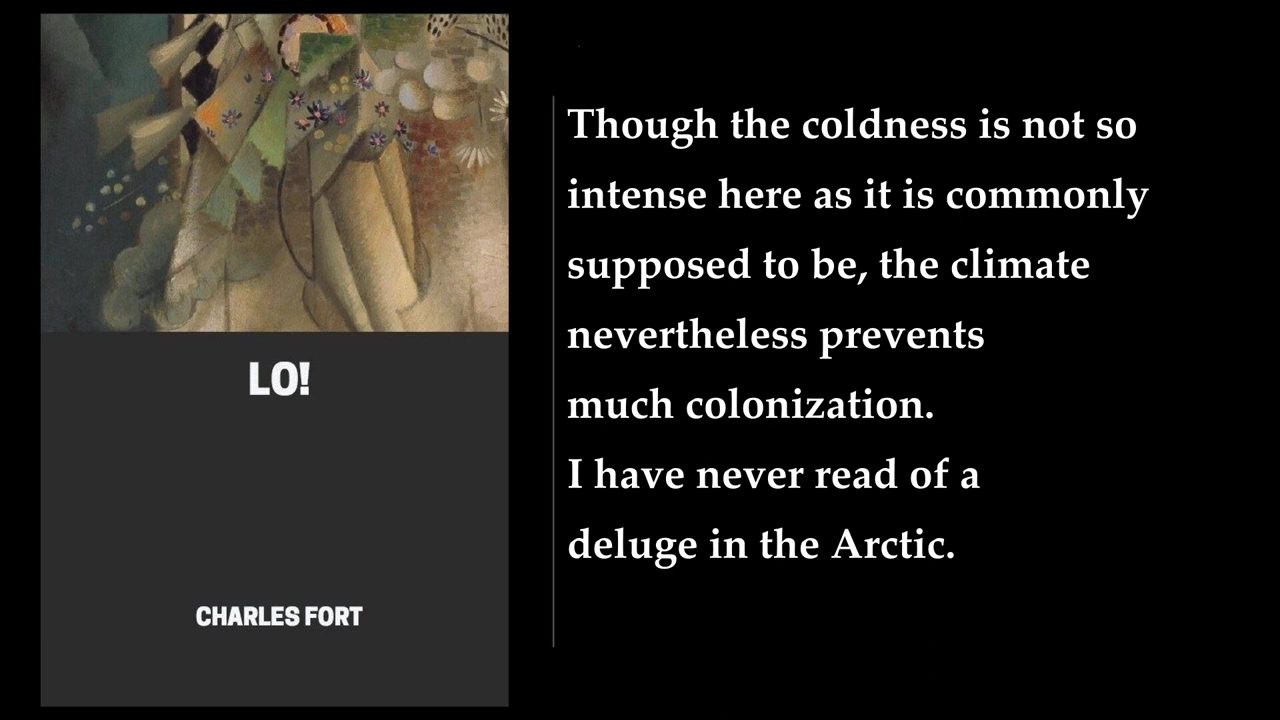 LO!
CHARLES FORT
Though the coldness is not so
intense here as it is commonly
supposed to be, the climate
nevertheless prevents
much colonization.
I have never read of a
deluge in the Arctic.